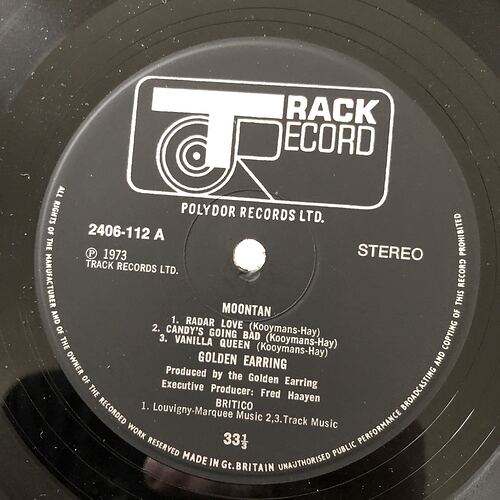 TRACK
RECORD
POLYDOR RECORDS LTD.
2406-112 A
STEREO
℗ 1973
TRACK RECORDS LTD.
MOONTAN
1. RADAR LOVE (Kooymans-Hay)
2. CANDY'S GOING BAD (Kooymans-Hay)
3. VANILLA QUEEN (Kooymans-Hay)
GOLDEN EARRING
Produced by the Golden Earring
Executive Producer: Fred Haayen
BRITICO
1. Louvigny-Marquee Music 2,3.Track Music
33⅓
ALL RIGHTS OF THE MANUFACTURER AND OF THE OWNER OF THE RECORDED WORK RESERVED MADE IN Gt. BRITAIN UNAUTHORISED PUBLIC PERFORMANCE BROADCASTING AND COPYING OF THIS RECORD PROHIBITED